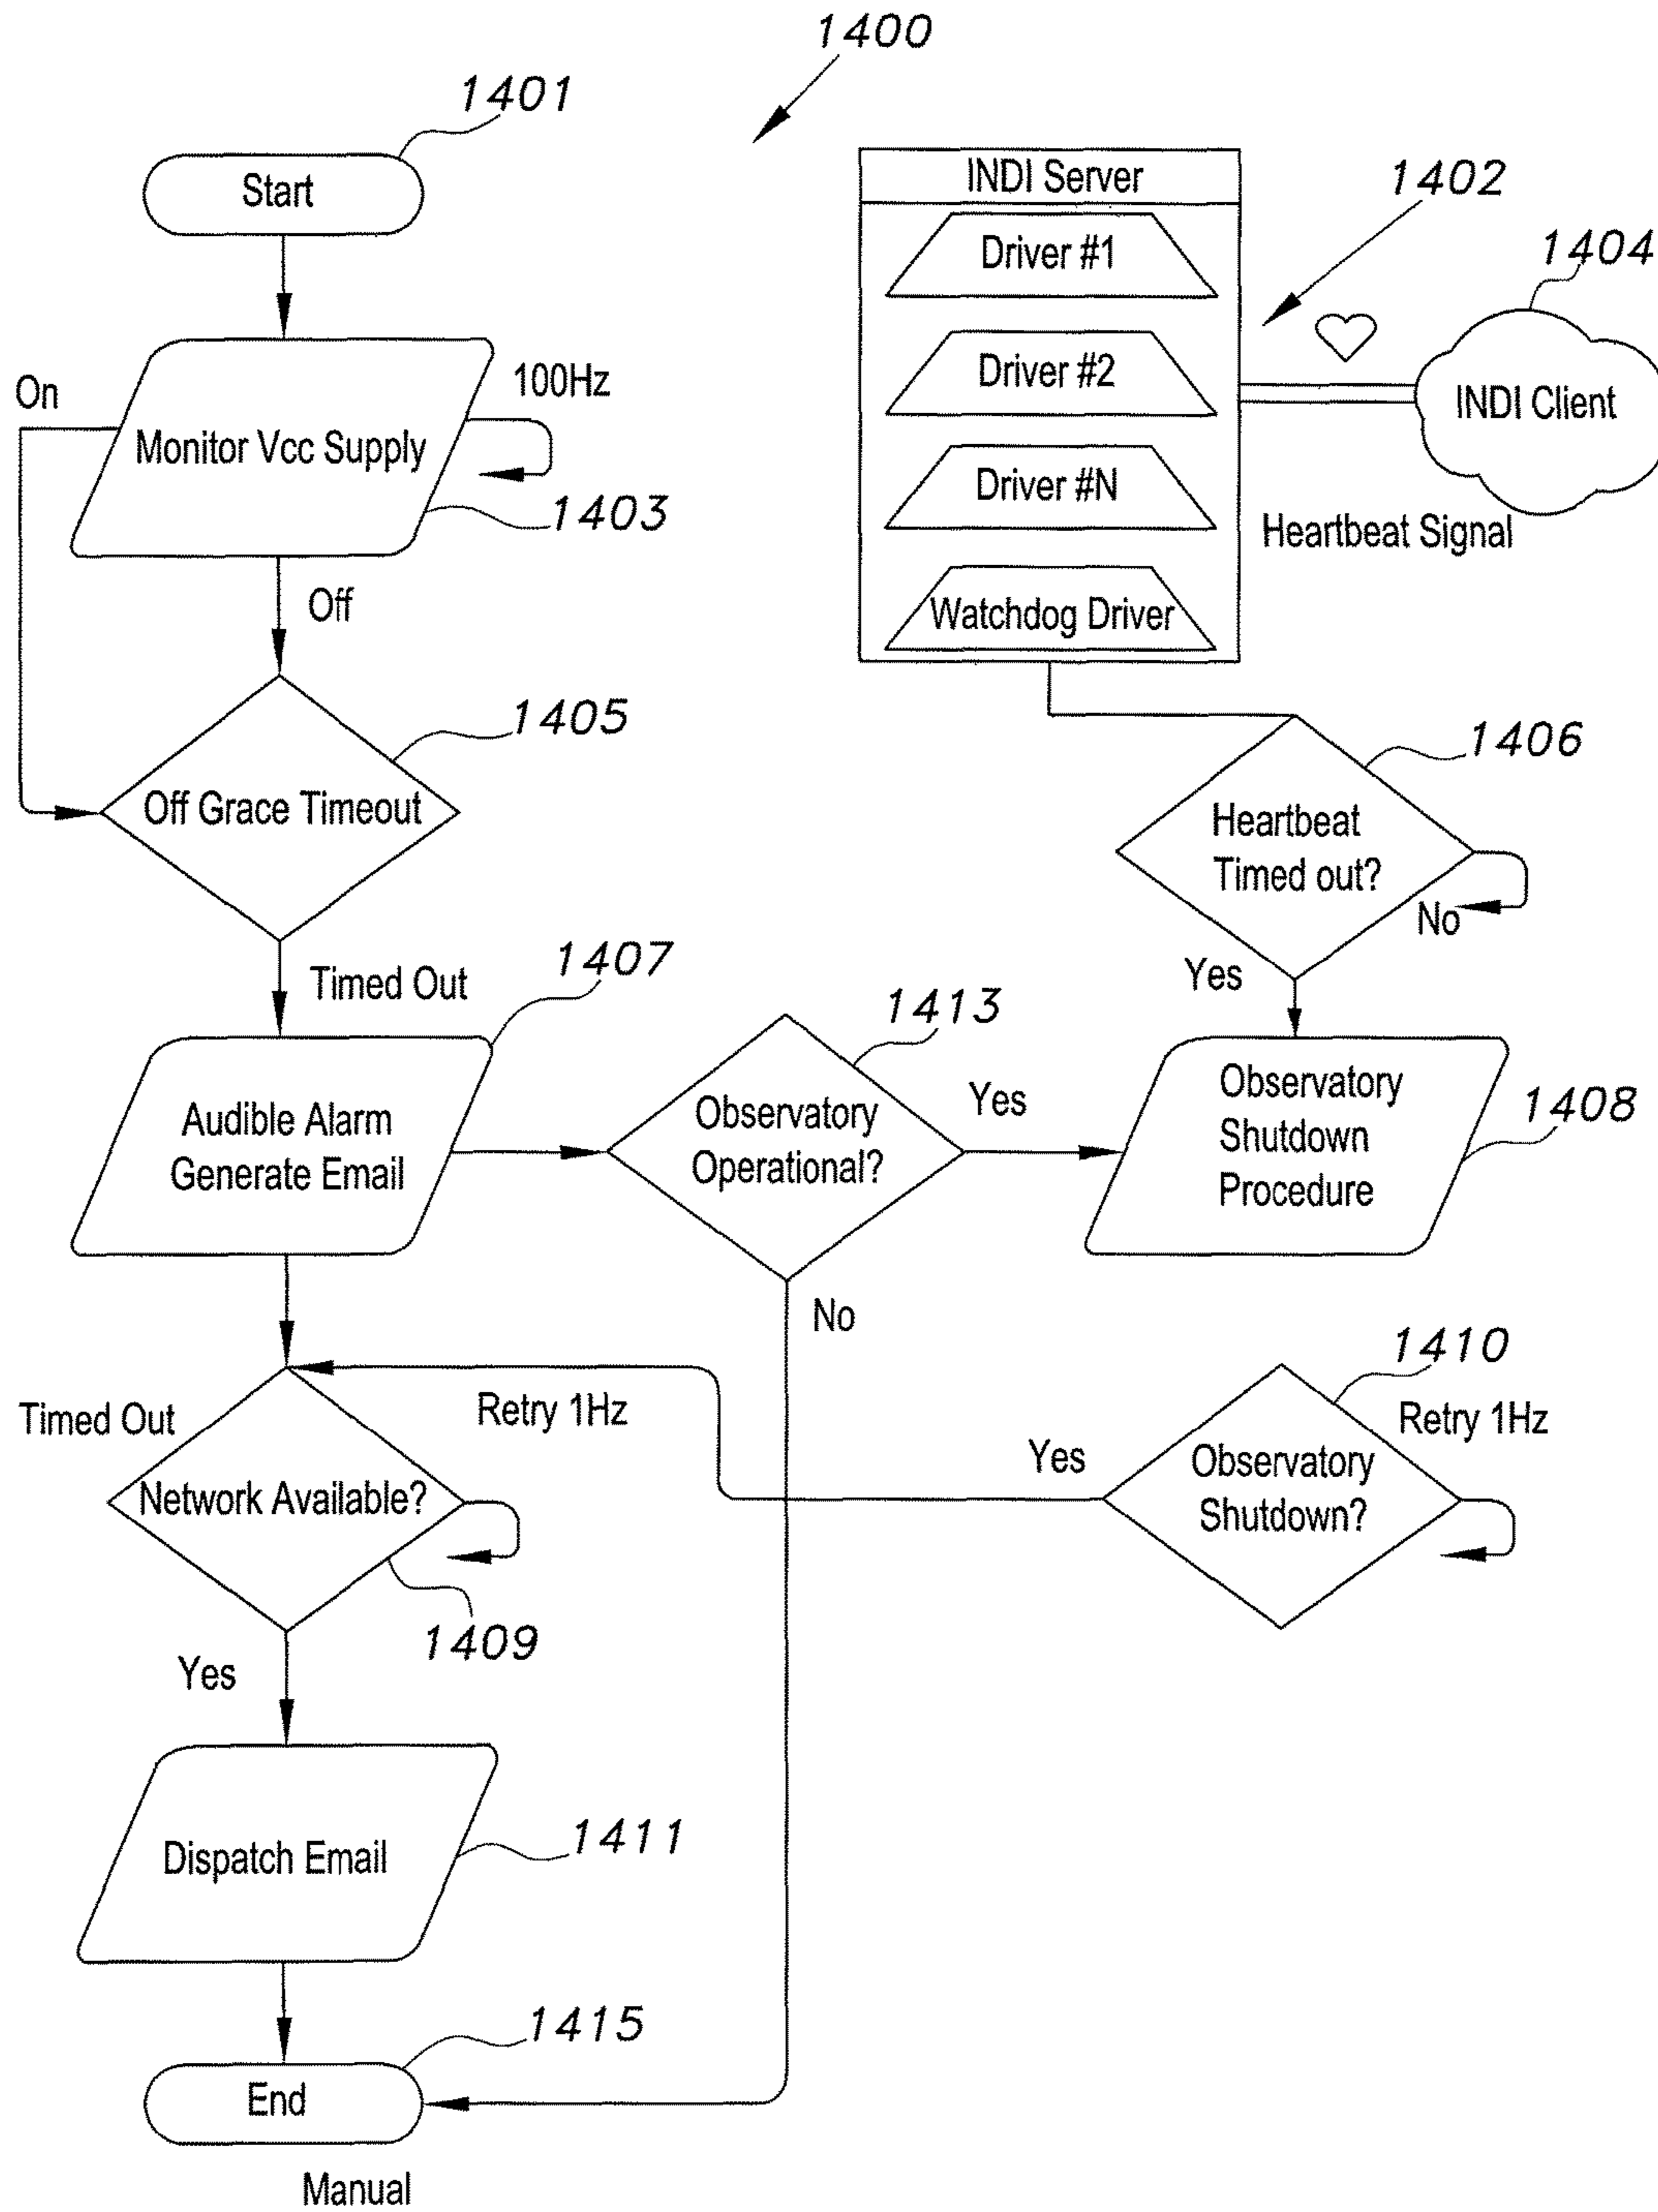 1400
1401
Start
INDI Server
1402
Driver #1
1404
On
100Hz
Driver #2
INDI Client
Monitor Vcc Supply
Driver #N
1403
Heartbeat Signal
Off
Watchdog Driver
1405
1406
Off Grace Timeout
Heartbeat
Timed out?
No
1407
Timed Out
Yes
1413
Audible Alarm
Generate Email
Observatory
Operational?
Yes
Observatory
Shutdown
Procedure
1408
No
1410
Timed Out
Retry 1Hz
Retry 1Hz
Network Available?
Yes
Observatory
Shutdown?
1409
Yes
Dispatch Email
1411
1415
End
Manual